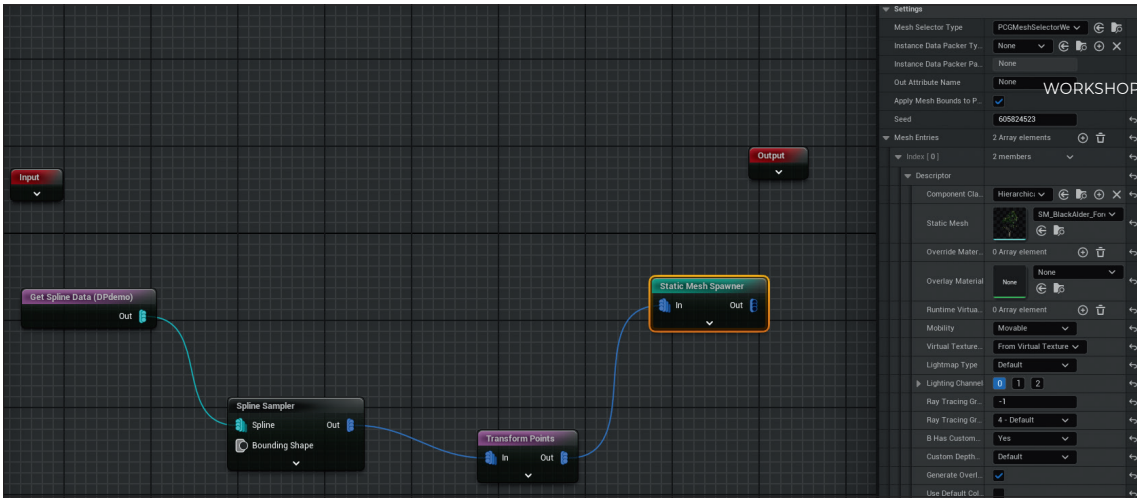 Settings
Mesh Selector Type PCGMeshSelectorWe
Instance Data Packer Ty.. None
Instance Data Packer Pa.. None
Out Attribute Name None
WORKSHOP
Apply Mesh Bounds to P..
Seed 605824523
Mesh Entries 2 Array elements
Index [ 0 ] 2 members
Descriptor
Component Cla.. Hierarchic
Static Mesh SM_BlackAlder_For
Override Mater.. 0 Array element
Overlay Material None None
Runtime Virtua.. 0 Array element
Mobility Movable
Virtual Texture.. From Virtual Texture
Lightmap Type Default
Lighting Channel 0 1 2
Ray Tracing Gr.. -1
Ray Tracing Gr.. 4 - Default
B Has Custom.. Yes
Custom Depth.. Default
Generate Overl..
Use Default Col..
Input
Output
Get Spline Data (DPdemo)
Out
Spline Sampler
Spline Out
Bounding Shape
Transform Points
In Out
Static Mesh Spawner
In Out